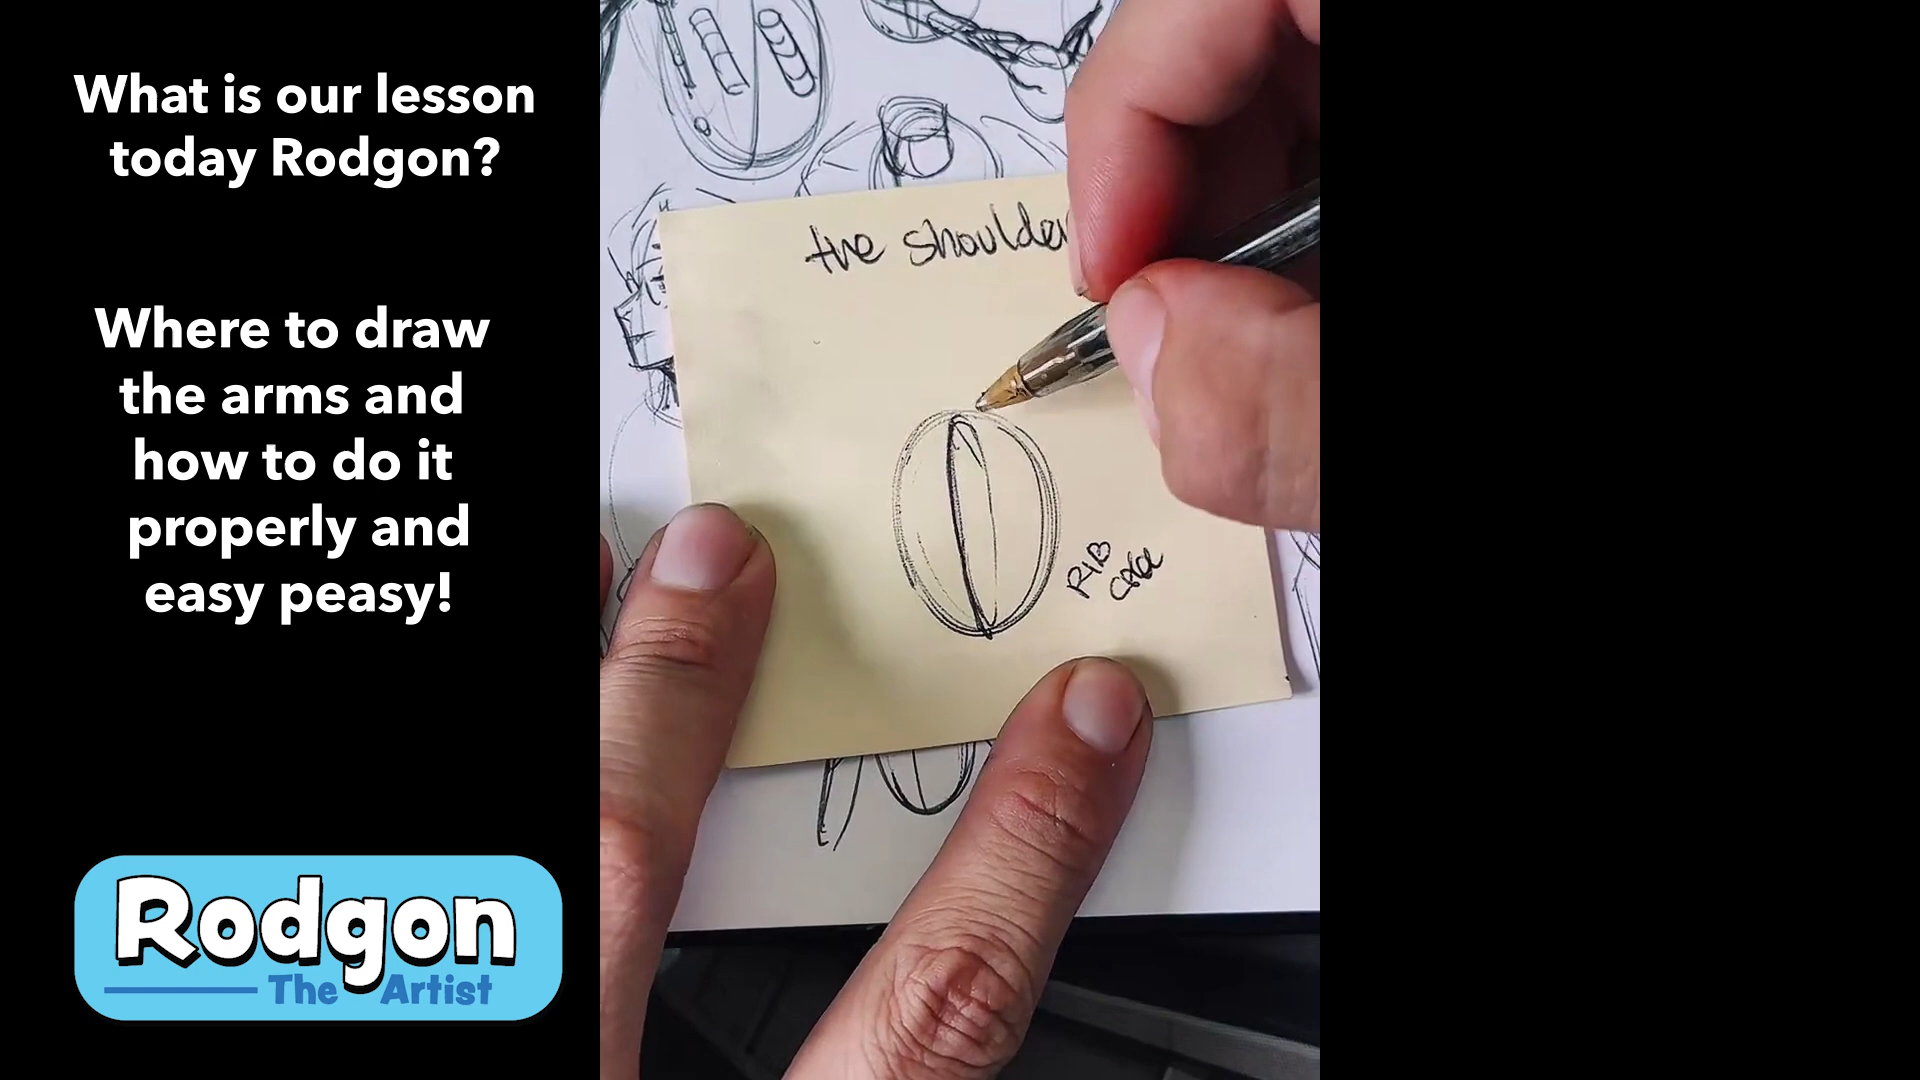 What is our lesson
today Rodgon?
Where to draw
the arms and
how to do it
properly and
easy peasy!
Rodgon
The Artist
the shoulder
RIB